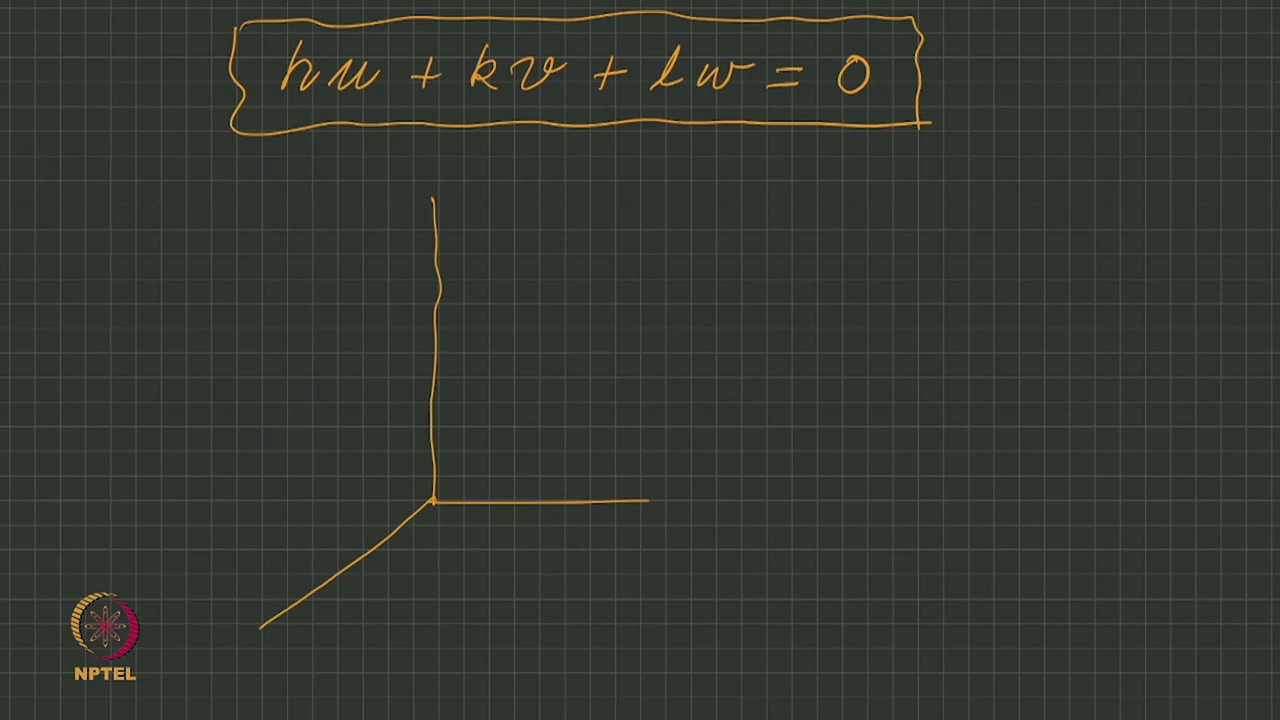 hu + kv + lw = 0
NPTEL